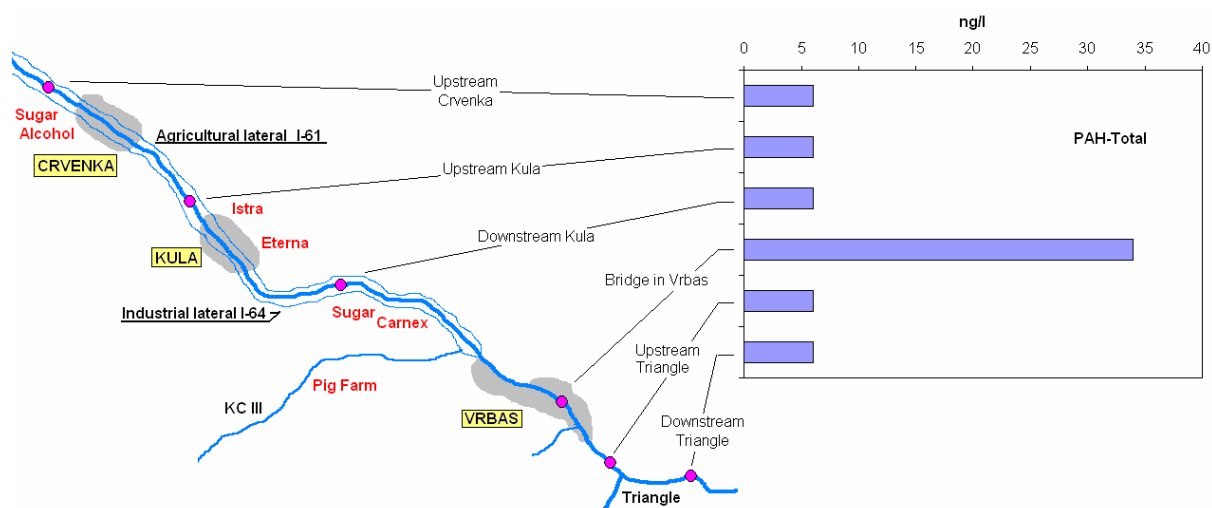 ng/l
0 5 10 15 20 25 30 35 40
PAH-Total
Upstream
Crvenka
Sugar
Alcohol
Agricultural lateral I-61
CRVENKA
Upstream Kula
Istra
Downstream Kula
Eterna
KULA
Bridge in Vrbas
Industrial lateral I-64
Sugar
Carnex
Upstream
Triangle
Pig Farm
KC III
VRBAS
Downstream
Triangle
Triangle